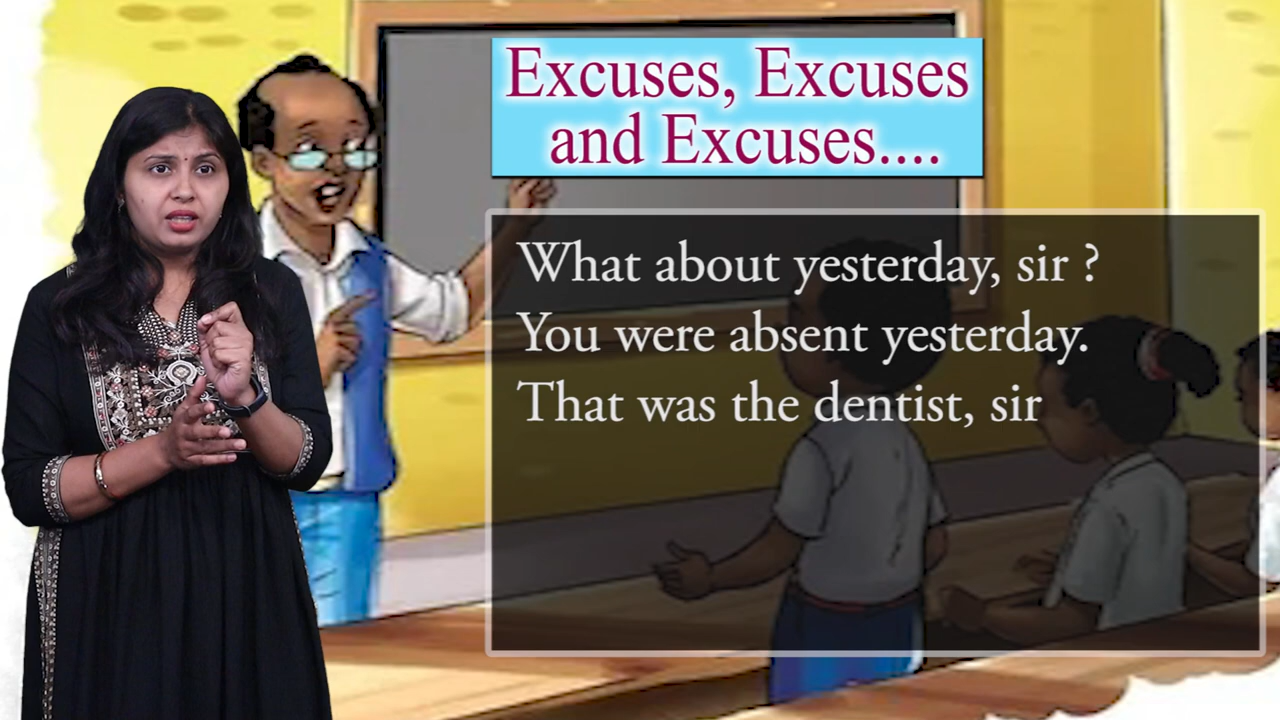 Excuses, Excuses
and Excuses....
What about yesterday, sir ?
You were absent yesterday.
That was the dentist, sir